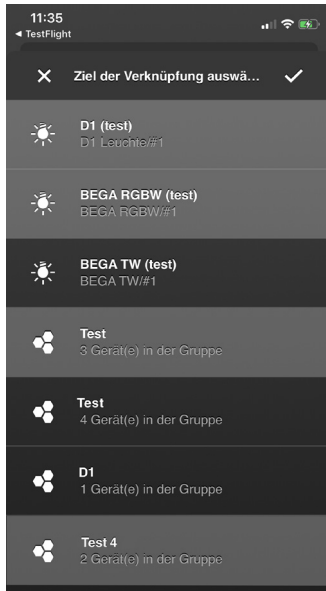 11:35
◀ TestFlight
Ziel der Verknüpfung auswä...
D1 (test)
D1 Leuchte/#1
BEGA RGBW (test)
BEGA RGBW/#1
BEGA TW (test)
BEGA TW/#1
Test
3 Gerät(e) in der Gruppe
Test
4 Gerät(e) in der Gruppe
D1
1 Gerät(e) in der Gruppe
Test 4
2 Gerät(e) in der Gruppe